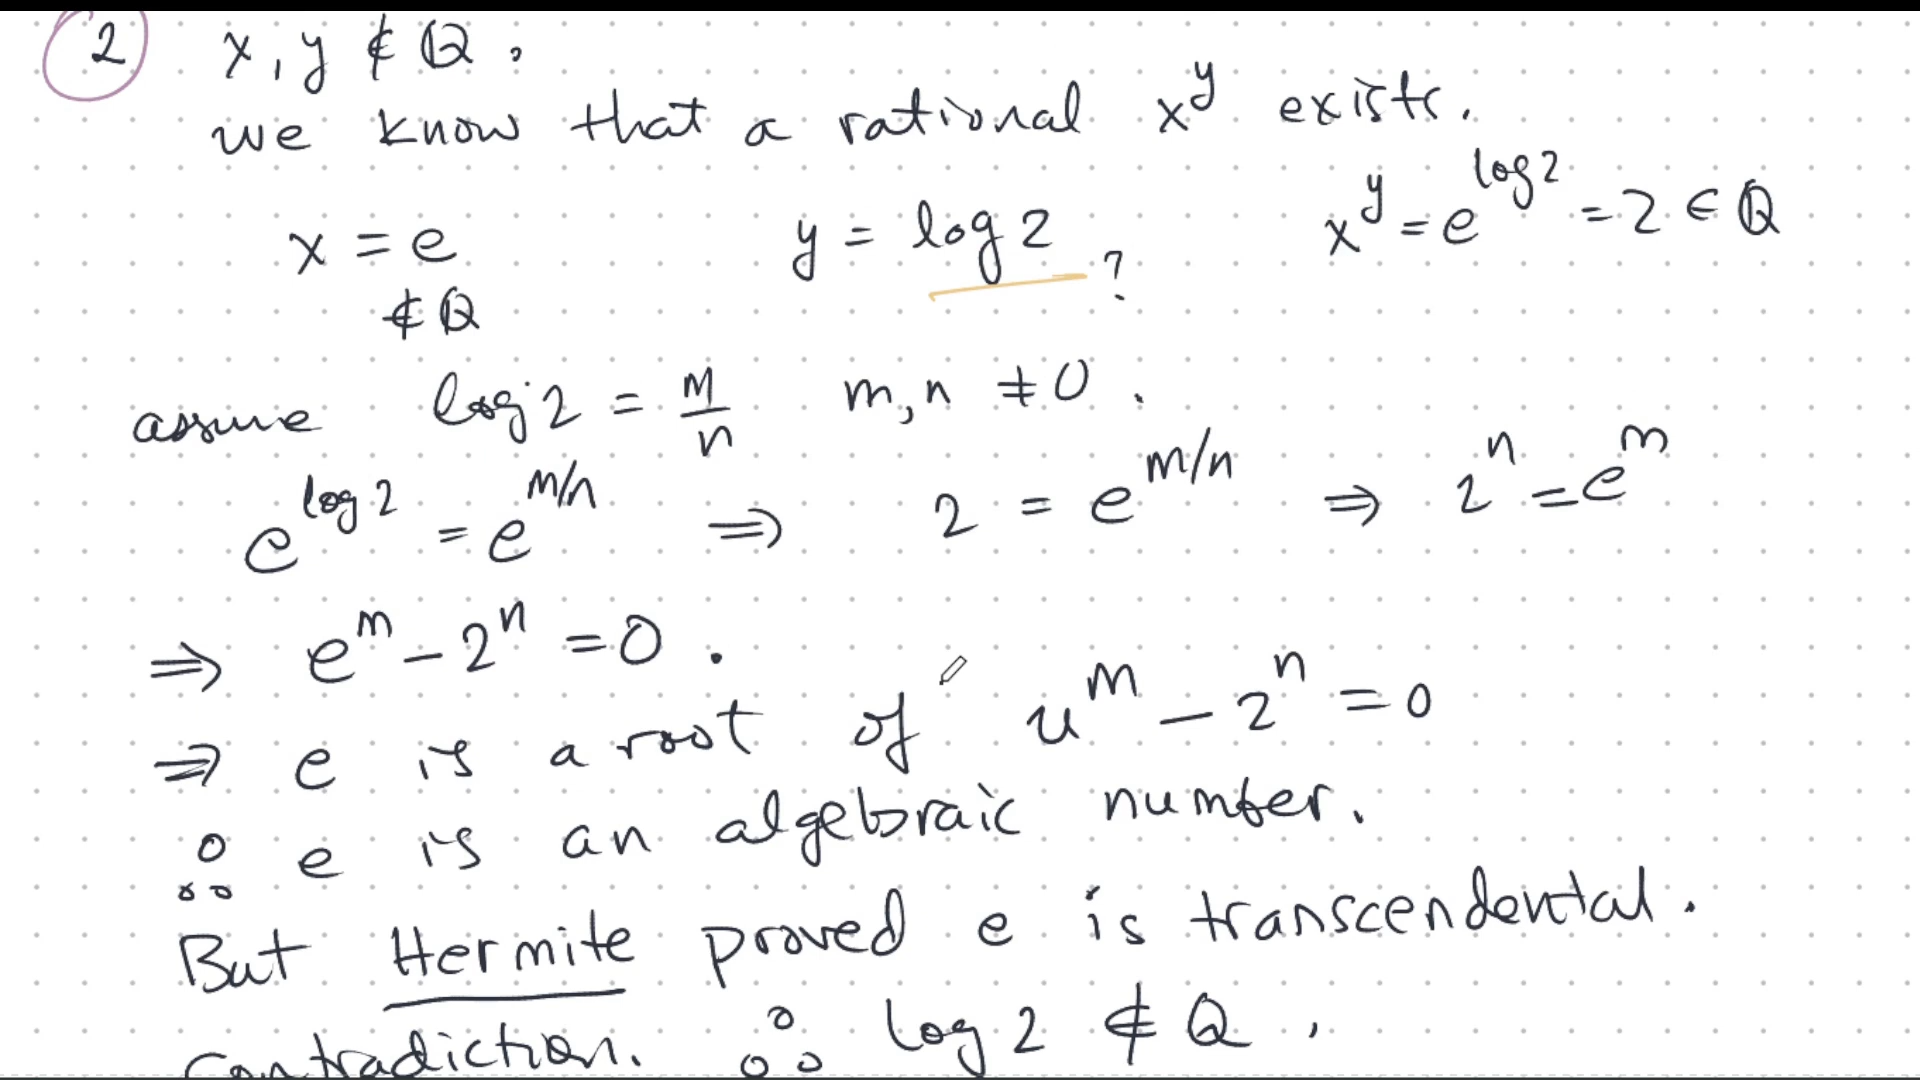 2 x, y ∉ ℚ.
we know that a rational x^y exists.
x = e y = log 2 ? x^y = e^{log 2} = 2 ∈ ℚ
∉ ℚ
assume log 2 = m/n m, n ≠ 0.
e^{log 2} = e^{m/n} ⇒ 2 = e^{m/n} ⇒ 2^n = e^m
⇒ e^m - 2^n = 0.
⇒ e is a root of u^m - 2^n = 0
∴ e is an algebraic number.
But Hermite proved e is transcendental.
Contradiction. ∴ log 2 ∉ ℚ.